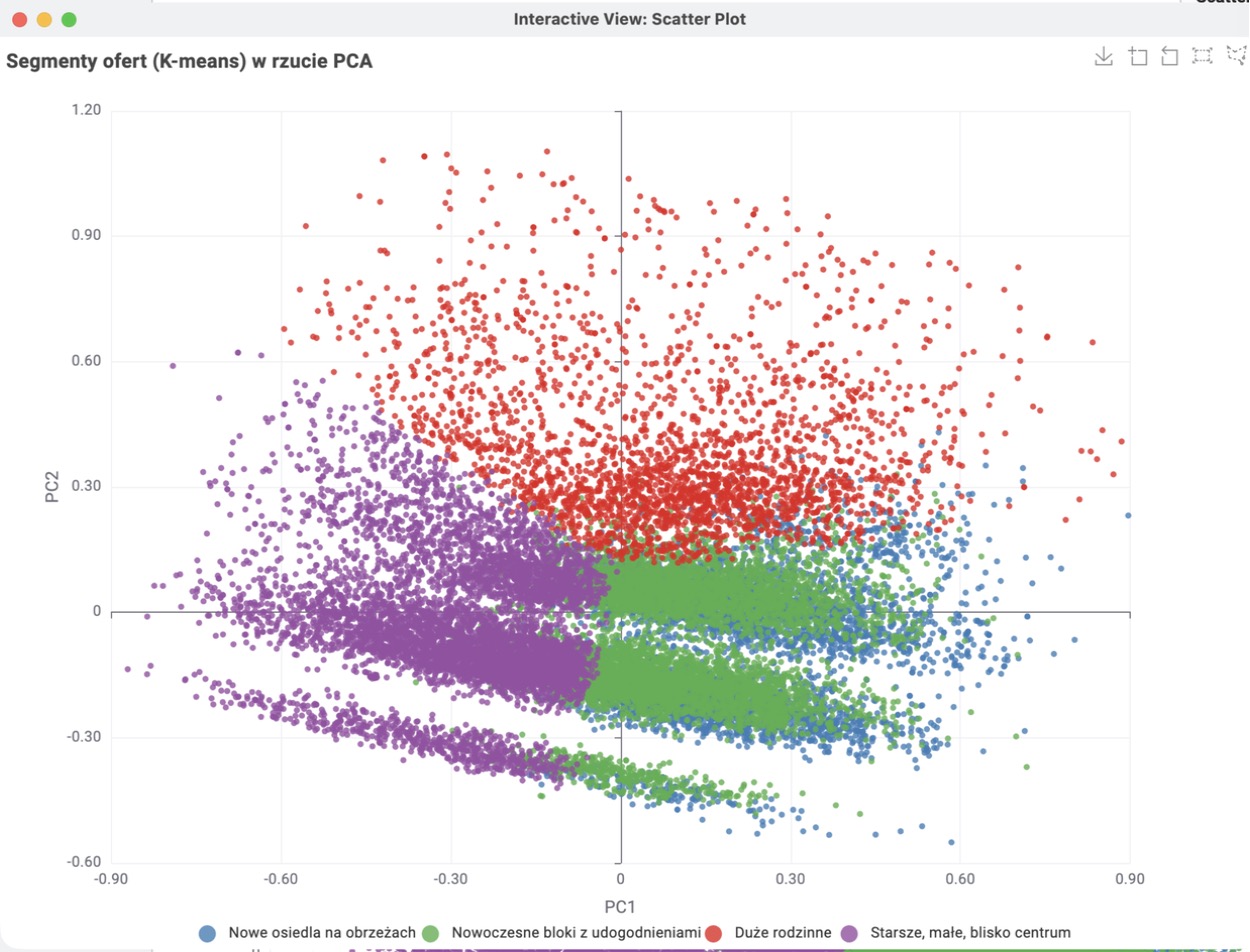 Interactive View: Scatter Plot
Segmenty ofert (K-means) w rzucie PCA
1.20
0.90
0.60
PC2
0.30
0
-0.30
-0.60
-0.90 -0.60 -0.30 0 0.30 0.60 0.90
PC1
Nowe osiedla na obrzeżach Nowoczesne bloki z udogodnieniami Duże rodzinne Starsze, małe, blisko centrum